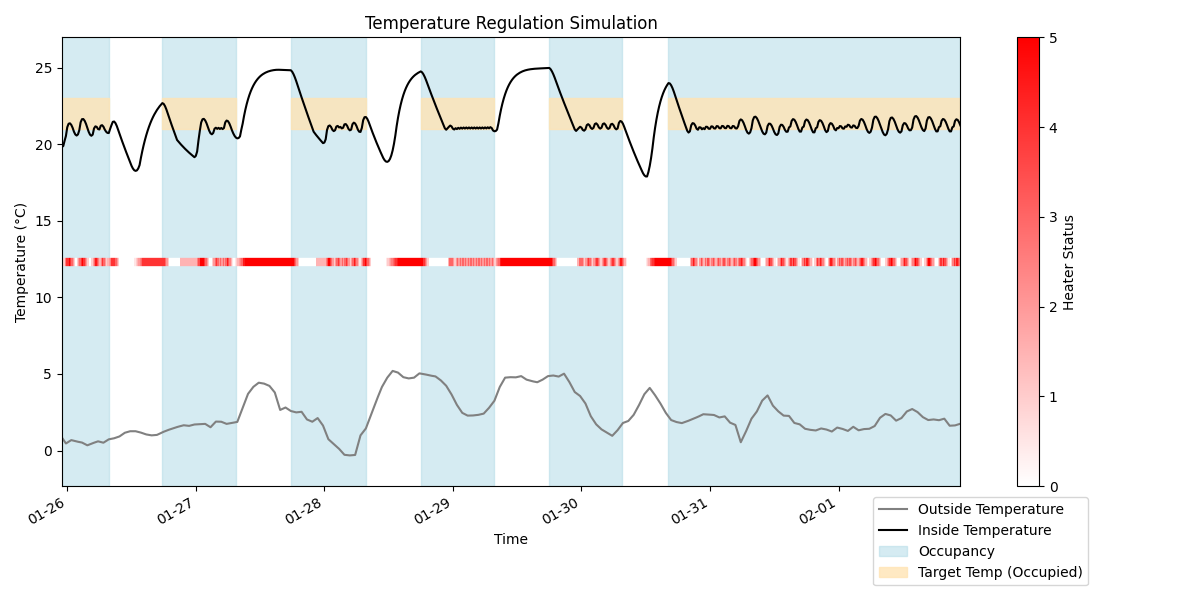 Temperature Regulation Simulation
Temperature (°C)
25
20
15
10
5
0
01-26
01-27
01-28
01-29
01-30
01-31
02-01
Time
5
4
3
2
1
0
Heater Status
Outside Temperature
Inside Temperature
Occupancy
Target Temp (Occupied)